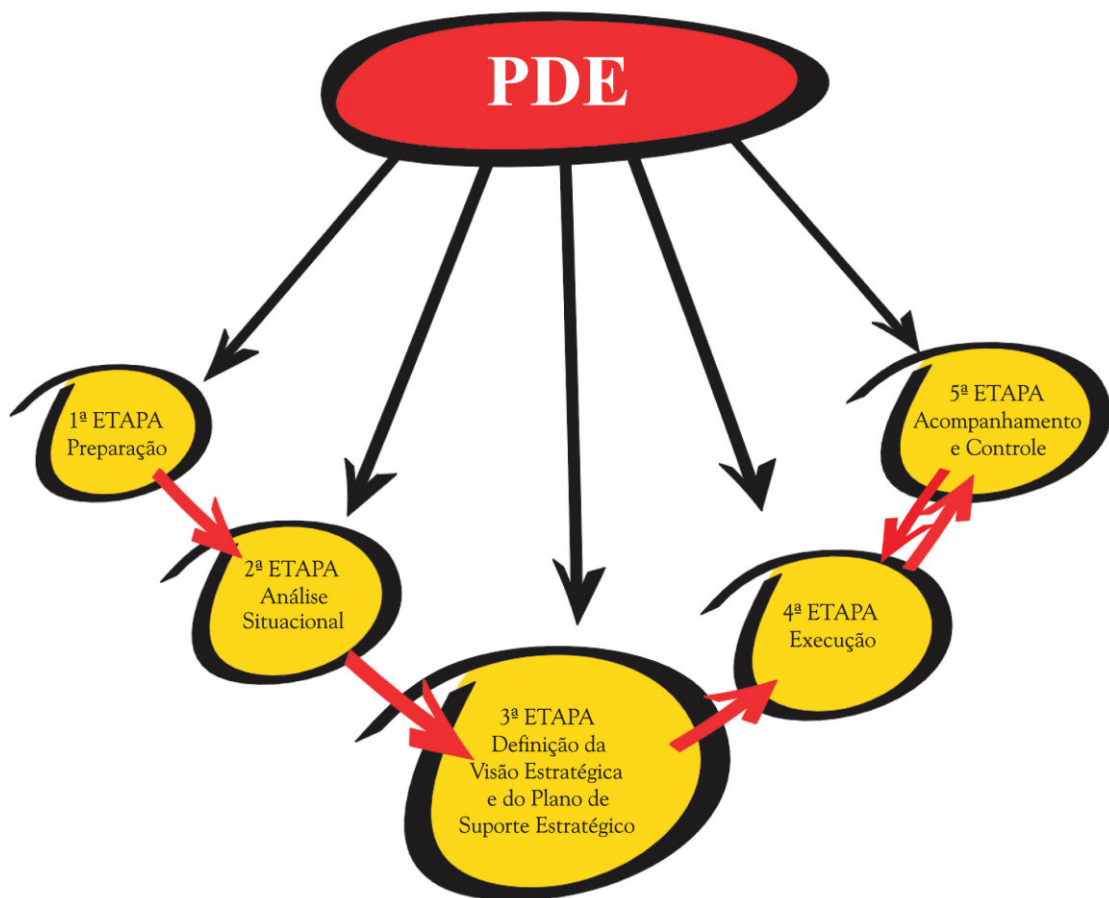 PDE
1ª ETAPA
Preparação
2ª ETAPA
Análise
Situacional
3ª ETAPA
Definição da
Visão Estratégica
e do Plano de
Suporte Estratégico
4ª ETAPA
Execução
5ª ETAPA
Acompanhamento
e Controle